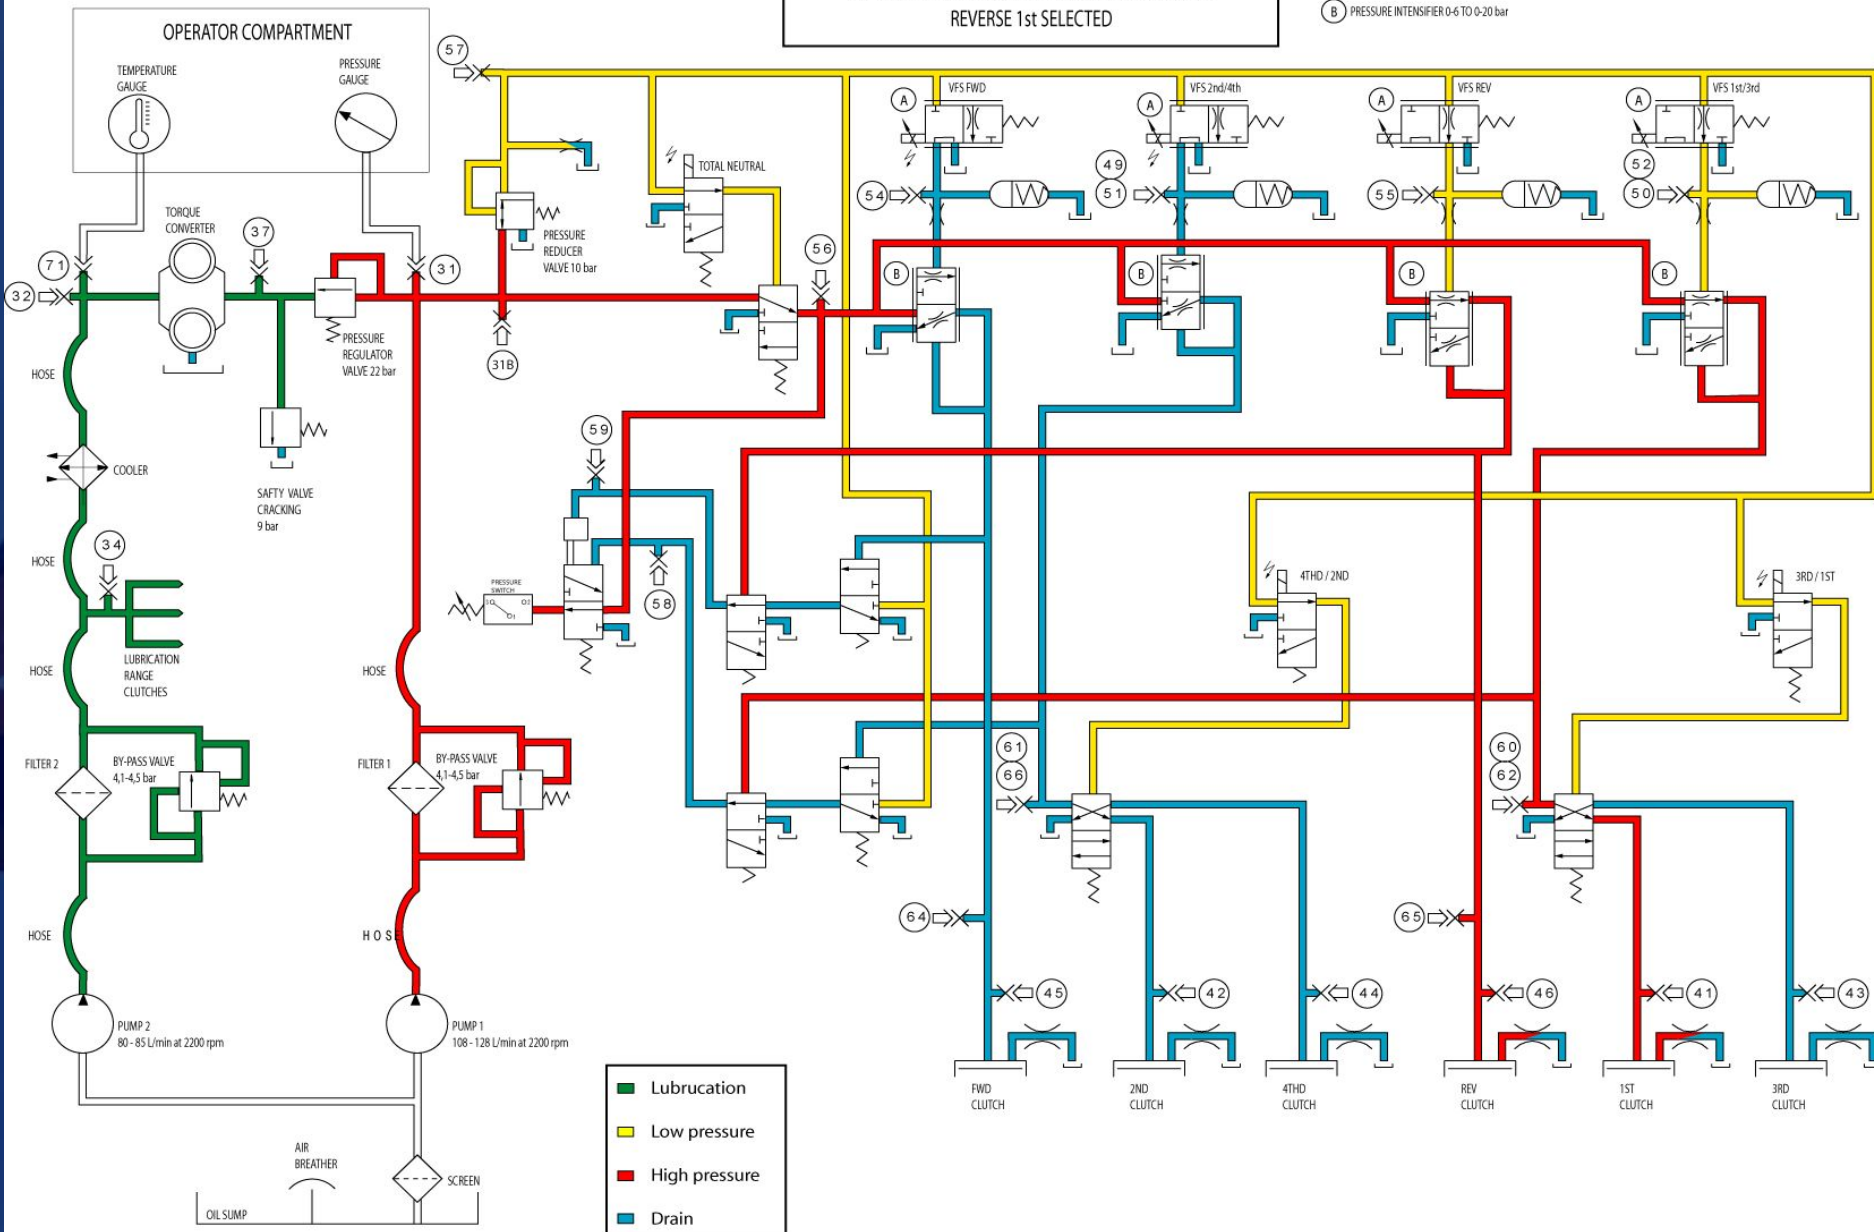 REVERSE 1st SELECTED
B PRESSURE INTENSIFIER 0-6 TO 0-20 bar
OPERATOR COMPARTMENT
TEMPERATURE
GAUGE
PRESSURE
GAUGE
57
VFS FWD
VFS 2nd/4th
VFS REV
VFS 1st/3rd
A
A
A
A
TOTAL NEUTRAL
54
49
51
55
52
50
TORQUE
CONVERTER
37
PRESSURE
REDUCER
VALVE 10 bar
56
71
32
31
B
B
B
B
PRESSURE
REGULATOR
VALVE 22 bar
31B
HOSE
COOLER
59
SAFTY VALVE
CRACKING
9 bar
34
HOSE
PRESSURE
SWITCH
58
4THD / 2ND
3RD / 1ST
HOSE
LUBRICATION
RANGE
CLUTCHES
HOSE
FILTER 2
BY-PASS VALVE
4,1-4,5 bar
FILTER 1
BY-PASS VALVE
4,1-4,5 bar
61
66
60
62
HOSE
HOSE
64
65
45
42
44
46
41
43
PUMP 2
80 - 85 L/min at 2200 rpm
PUMP 1
108 - 128 L/min at 2200 rpm
FWD
CLUTCH
2ND
CLUTCH
4THD
CLUTCH
REV
CLUTCH
1ST
CLUTCH
3RD
CLUTCH
Lubrucation
Low pressure
High pressure
Drain
AIR
BREATHER
SCREEN
OIL SUMP